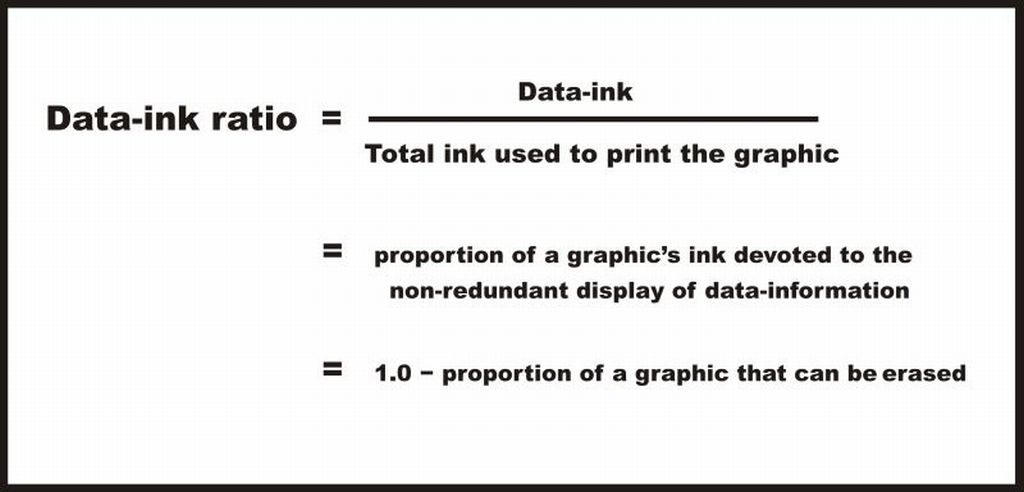 Data-ink
Data-ink ratio =
Total ink used to print the graphic
= proportion of a graphic’s ink devoted to the
non-redundant display of data-information
= 1.0 − proportion of a graphic that can be erased